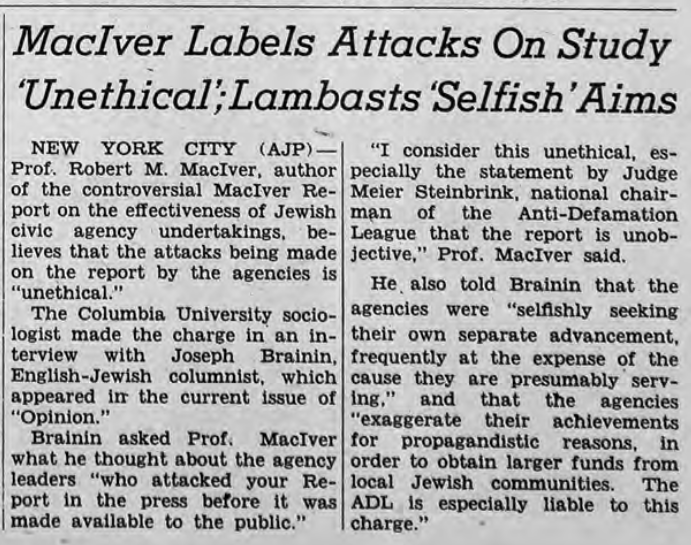 MacIver Labels Attacks On Study
'Unethical'; Lambasts 'Selfish' Aims
NEW YORK CITY (AJP)—
Prof. Robert M. MacIver, author
of the controversial MacIver Re-
port on the effectiveness of Jewish
civic agency undertakings, be-
lieves that the attacks being made
on the report by the agencies is
"unethical."
The Columbia University socio-
logist made the charge in an in-
terview with Joseph Brainin,
English-Jewish columnist, which
appeared in the current issue of
"Opinion."
Brainin asked Prof. MacIver
what he thought about the agency
leaders "who attacked your Re-
port in the press before it was
made available to the public."
"I consider this unethical, es-
pecially the statement by Judge
Meier Steinbrink, national chair-
man of the Anti-Defamation
League that the report is unob-
jective," Prof. MacIver said.
He also told Brainin that the
agencies were "selfishly seeking
their own separate advancement,
frequently at the expense of the
cause they are presumably serv-
ing," and that the agencies
"exaggerate their achievements
for propagandistic reasons, in
order to obtain larger funds from
local Jewish communities. The
ADL is especially liable to this
charge."